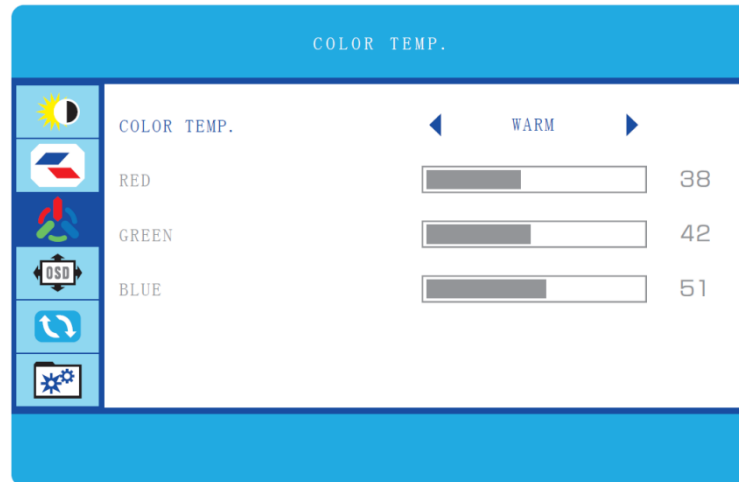 COLOR TEMP.
COLOR TEMP. WARM
RED 38
GREEN 42
OSD
BLUE 51